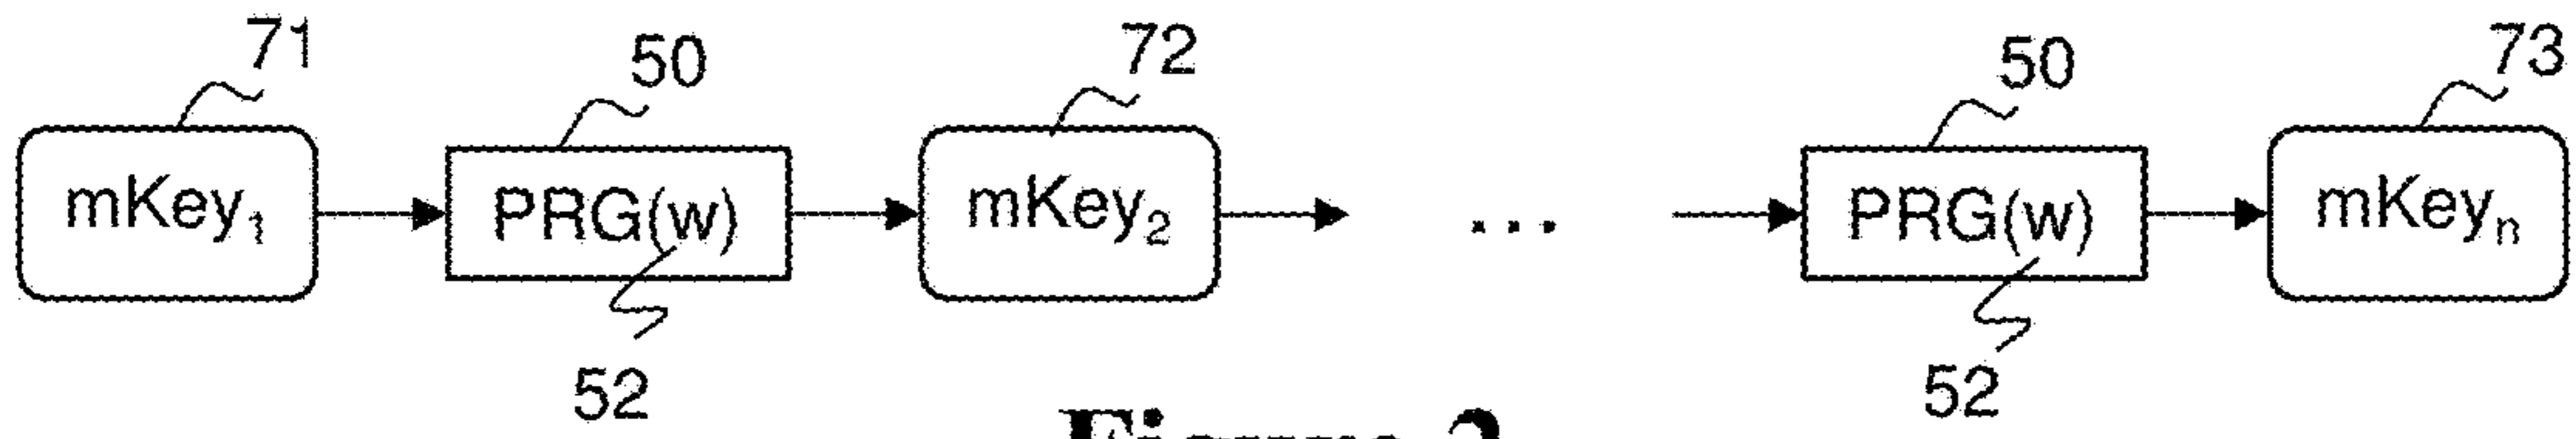 71 50 72 50 73
mKey₁ PRG(w) mKey₂ ... PRG(w) mKeyₙ
52 52